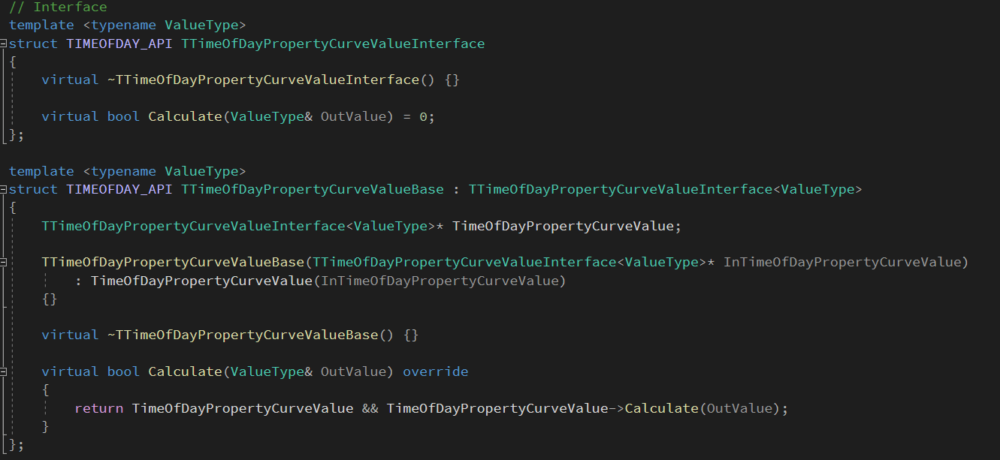 // Interface
template <typename ValueType>
struct TIMEOFDAY_API TTimeOfDayPropertyCurveValueInterface
{
    virtual ~TTimeOfDayPropertyCurveValueInterface() {}
    virtual bool Calculate(ValueType& OutValue) = 0;
};
template <typename ValueType>
struct TIMEOFDAY_API TTimeOfDayPropertyCurveValueBase : TTimeOfDayPropertyCurveValueInterface<ValueType>
{
    TTimeOfDayPropertyCurveValueInterface<ValueType>* TimeOfDayPropertyCurveValue;
    TTimeOfDayPropertyCurveValueBase(TTimeOfDayPropertyCurveValueInterface<ValueType>* InTimeOfDayPropertyCurveValue)
        : TimeOfDayPropertyCurveValue(InTimeOfDayPropertyCurveValue)
    {}
    virtual ~TTimeOfDayPropertyCurveValueBase() {}
    virtual bool Calculate(ValueType& OutValue) override
    {
        return TimeOfDayPropertyCurveValue && TimeOfDayPropertyCurveValue->Calculate(OutValue);
    }
};